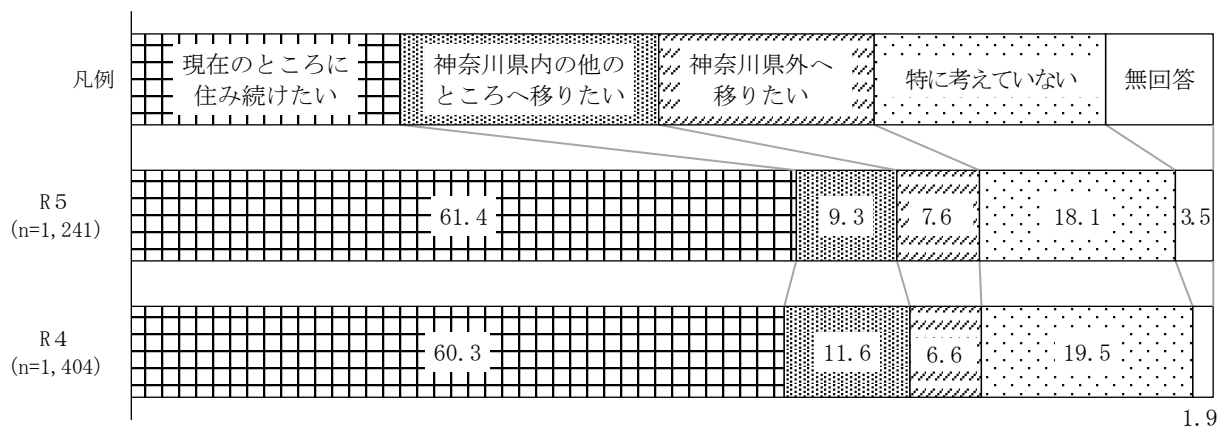 凡例
現在のところに
住み続けたい
神奈川県内の他の
ところへ移りたい
神奈川県外へ
移りたい
特に考えていない
無回答
R5
(n=1,241)
61.4
9.3
7.6
18.1
3.5
R4
(n=1,404)
60.3
11.6
6.6
19.5
1.9